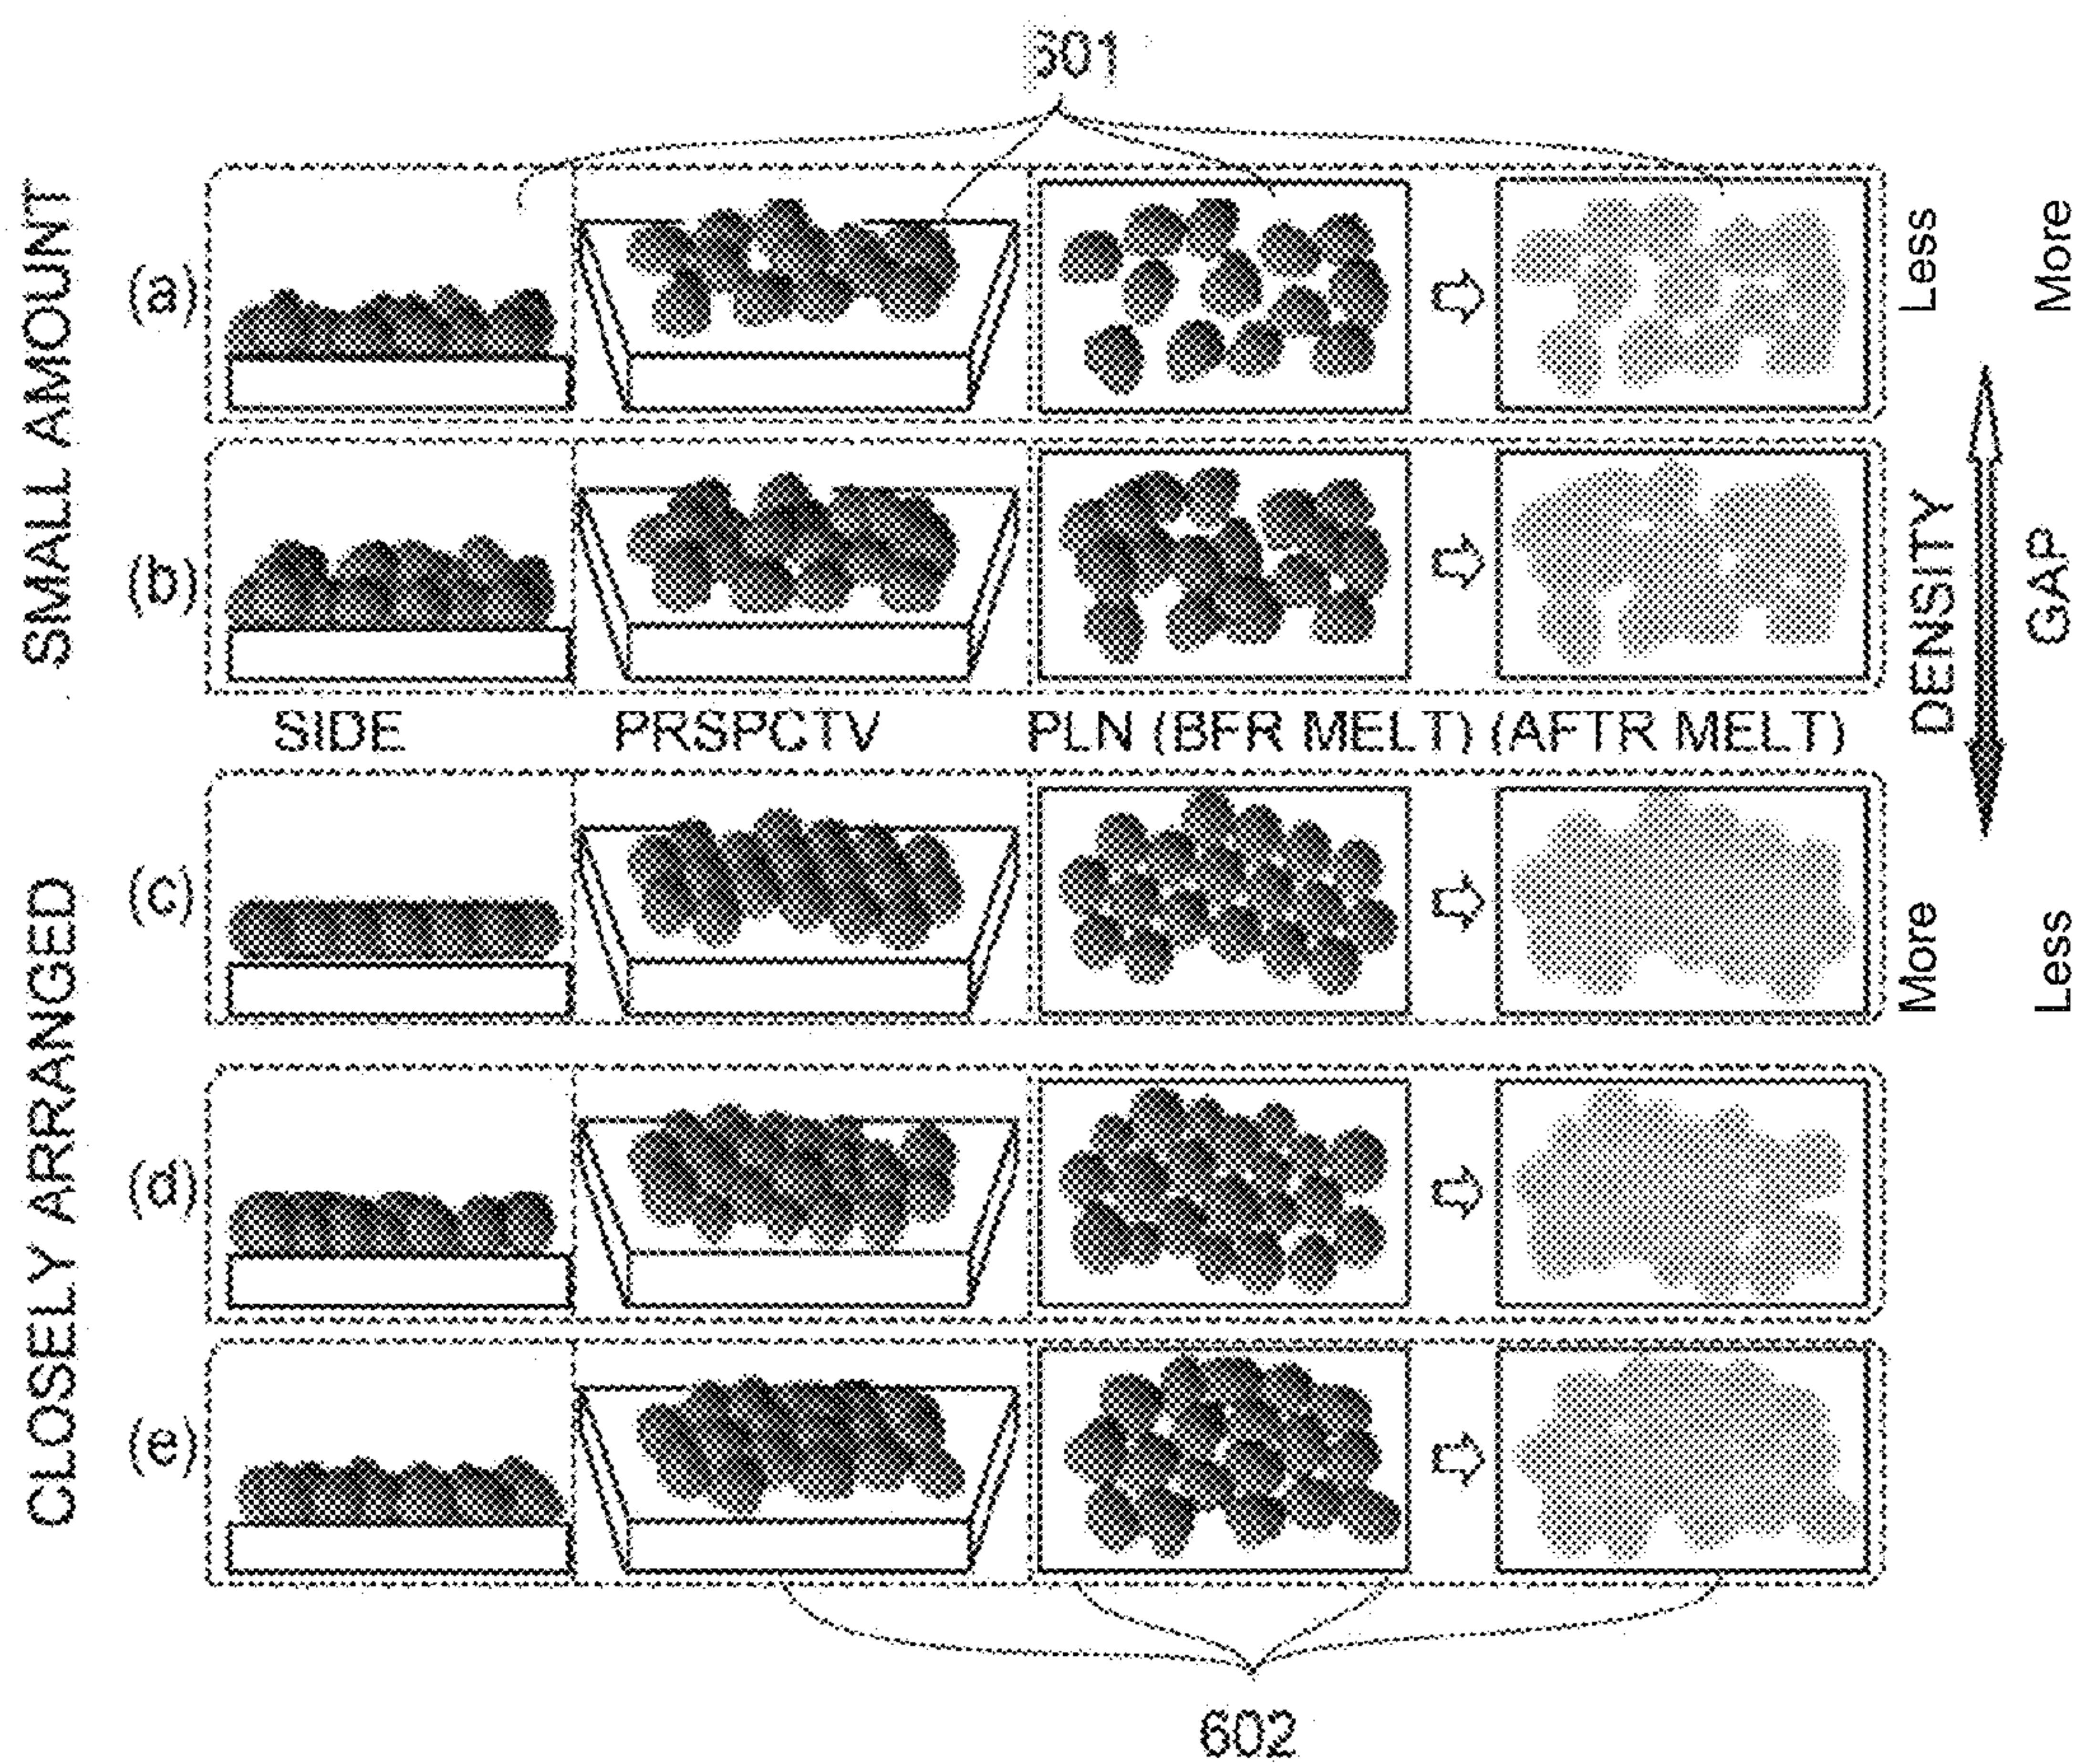 601
SMALL AMOUNT
(a)
Less
More
(b)
SIDE
PRSPCTV
PLN (BFR MELT) (AFTR MELT)
DENSITY
GAP
CLOSELY ARRANGED
(c)
More
Less
(d)
(e)
602